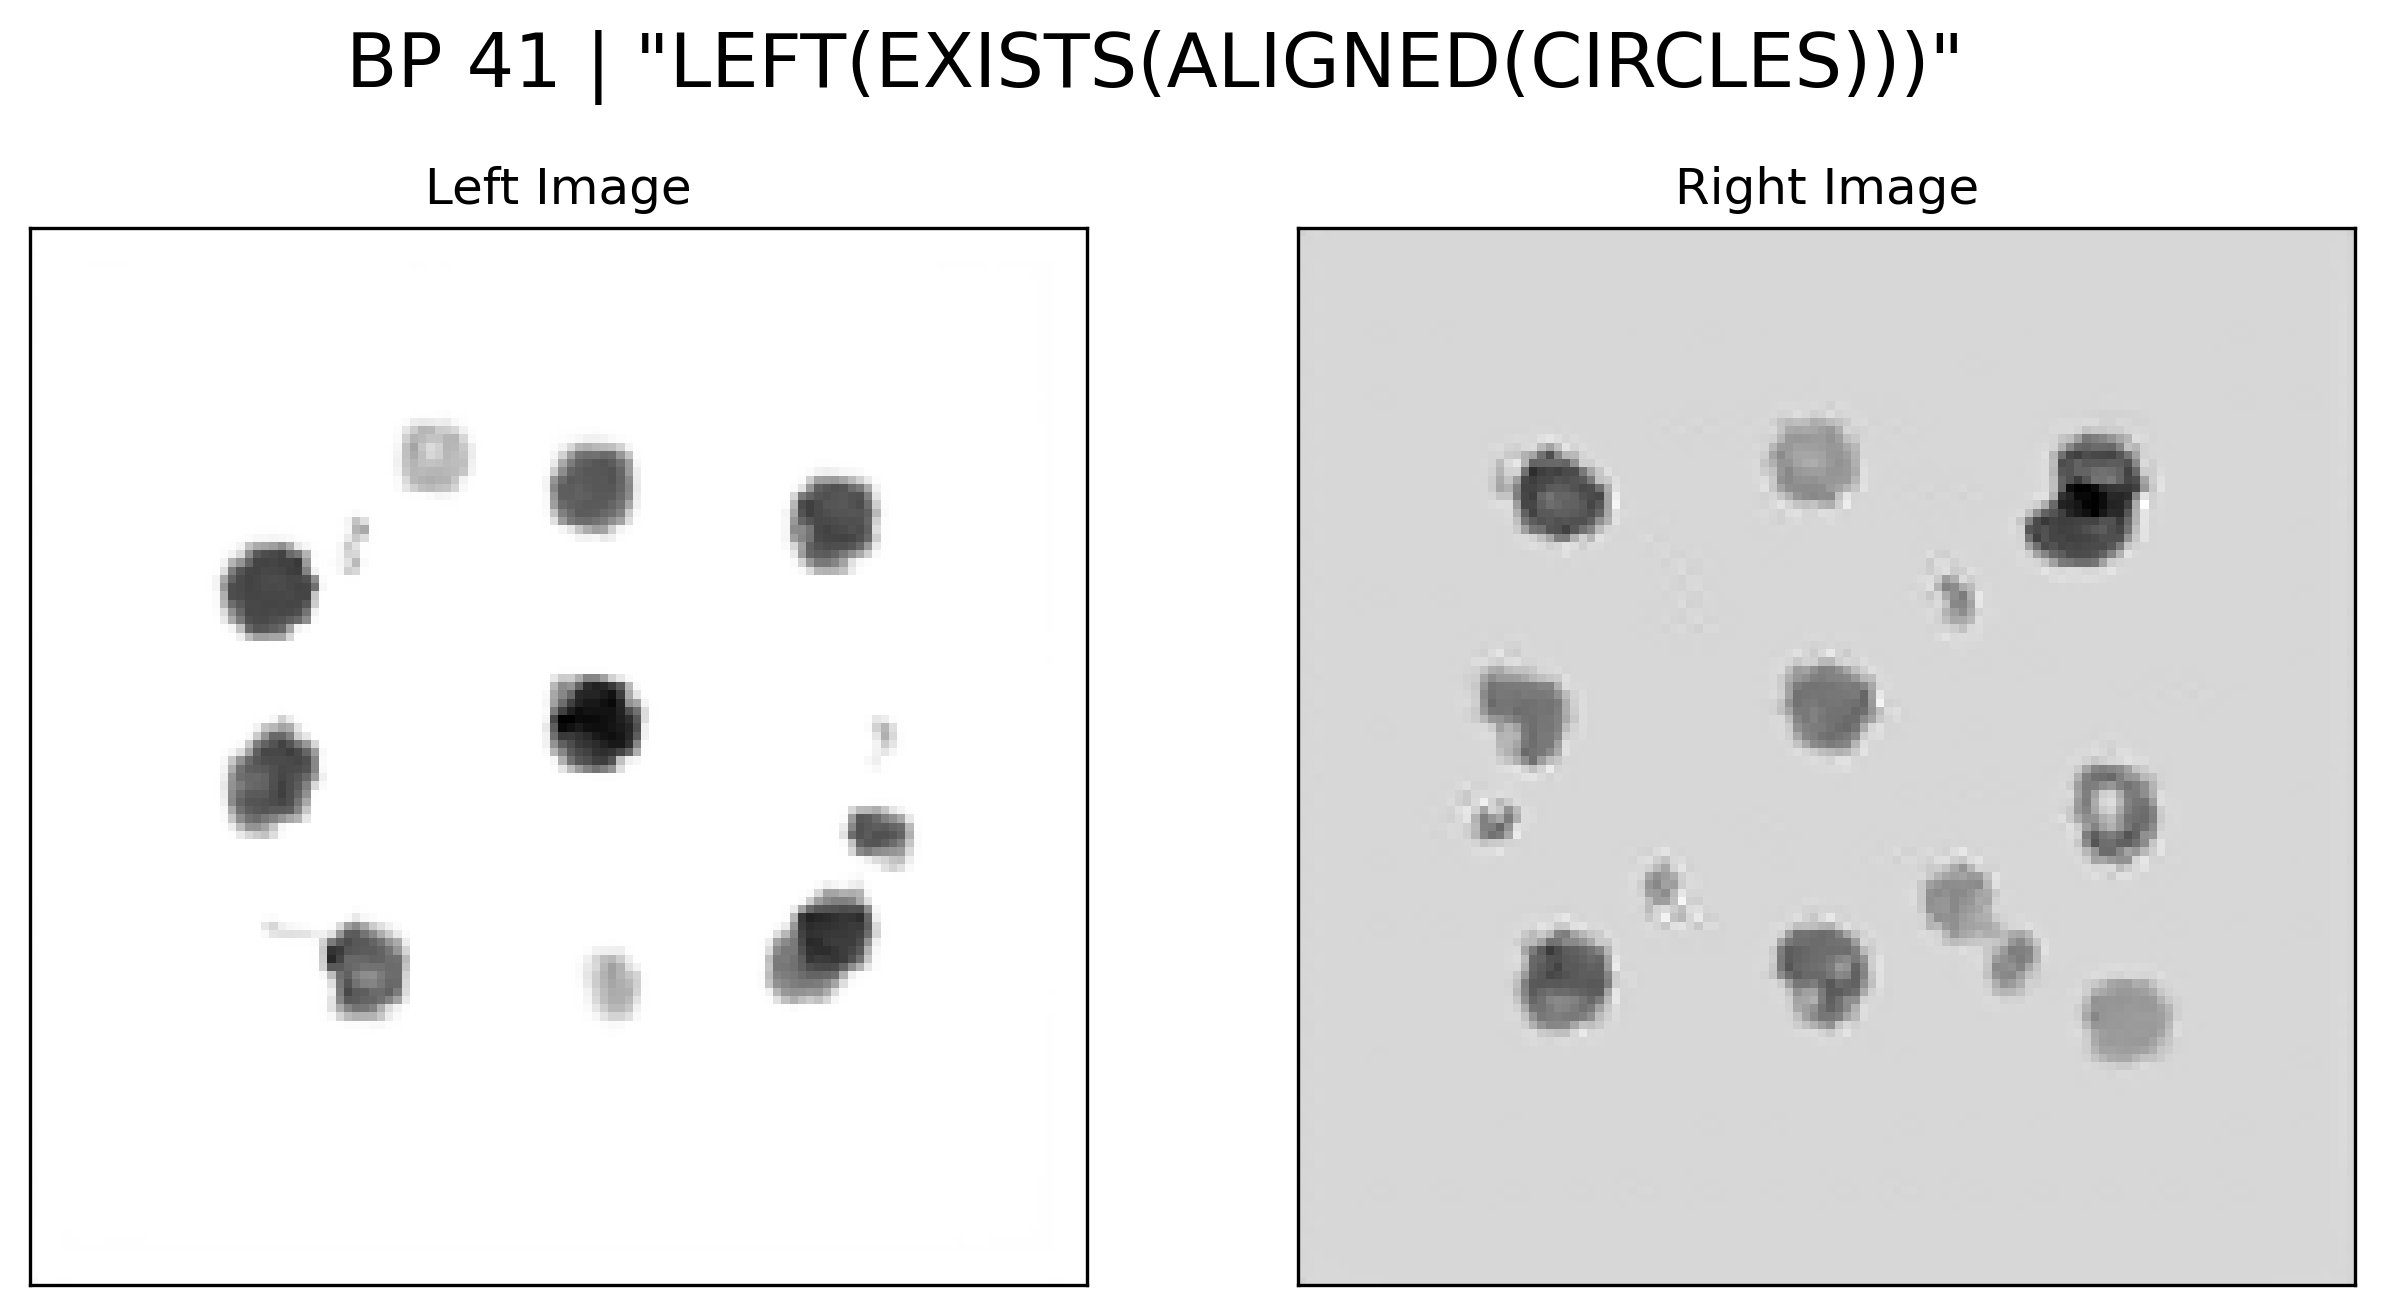 BP 41 | "LEFT(EXISTS(ALIGNED(CIRCLES)))"
Left Image
Right Image